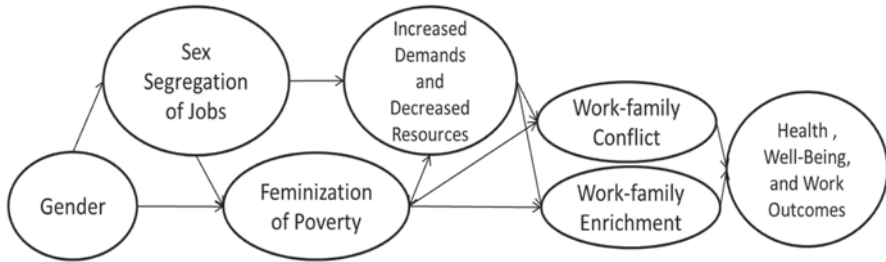 Sex
Segregation
of Jobs
Increased
Demands
and
Decreased
Resources
Work-family
Conflict
Health ,
Well-Being,
and Work
Outcomes
Gender
Feminization
of Poverty
Work-family
Enrichment